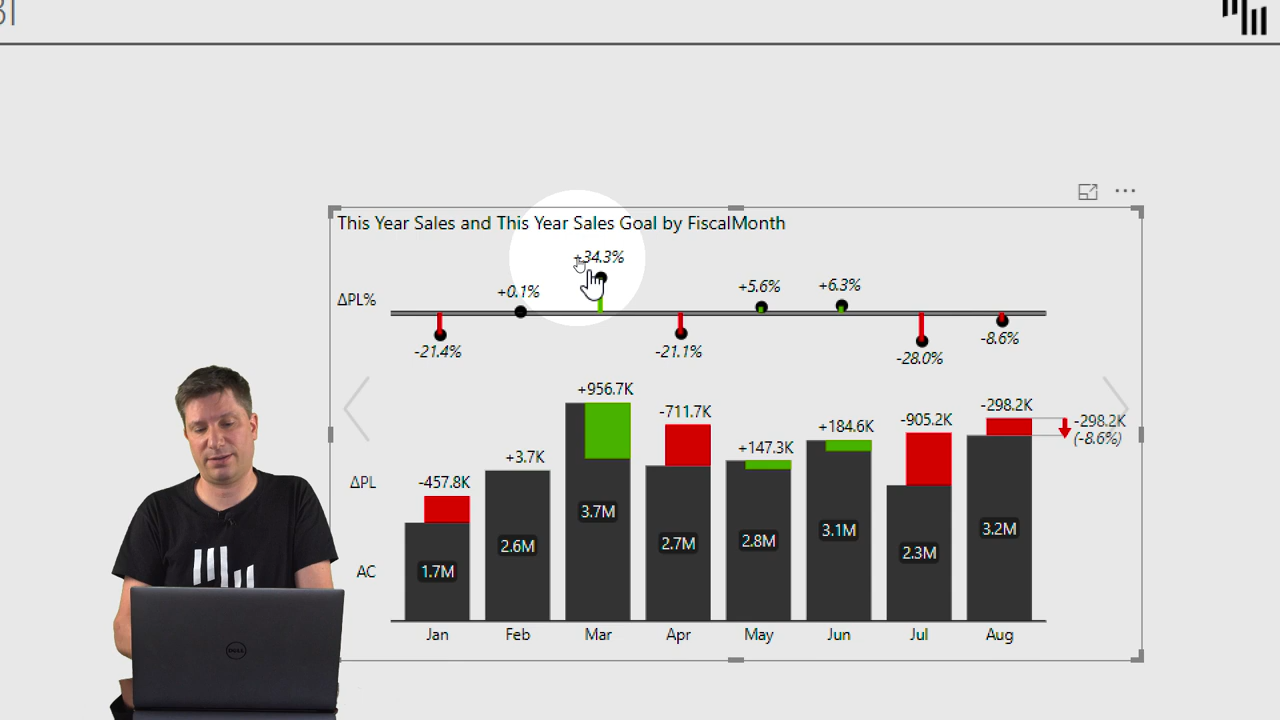 BI
This Year Sales and This Year Sales Goal by FiscalMonth
+34.3%
+0.1% +5.6% +6.3%
ΔPL%
-21.4% -21.1% -28.0% -8.6%
+956.7K
-711.7K -905.2K -298.2K
-298.2K
(-8.6%)
+3.7K +147.3K +184.6K
ΔPL -457.8K
3.7M
2.6M 2.7M 2.8M 3.1M 2.3M 3.2M
AC 1.7M
Jan Feb Mar Apr May Jun Jul Aug
DELL